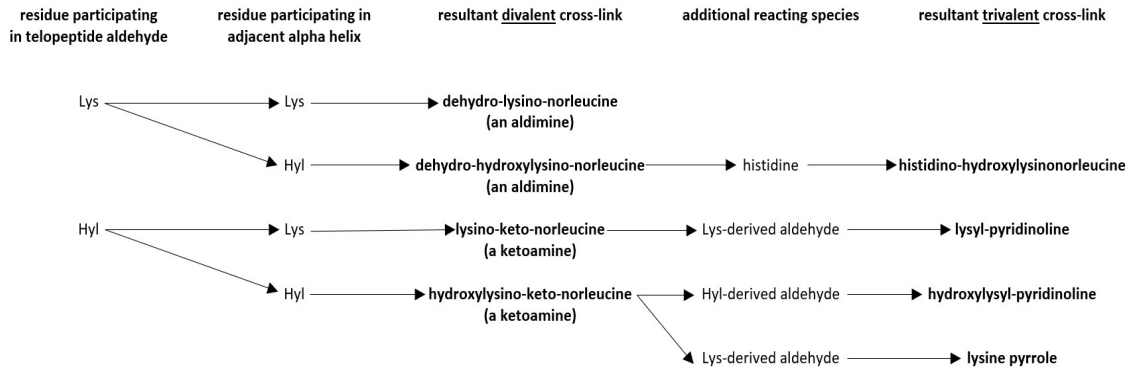 residue participating in telopeptide aldehyde
residue participating in adjacent alpha helix
resultant divalent cross-link
additional reacting species
resultant trivalent cross-link
Lys
Lys
dehydro-lysino-norleucine
(an aldimine)
Hyl
dehydro-hydroxylysino-norleucine
(an aldimine)
histidine
histidino-hydroxylysinonorleucine
Hyl
Lys
lysino-keto-norleucine
(a ketoamine)
Lys-derived aldehyde
lysyl-pyridinoline
Hyl
hydroxylysino-keto-norleucine
(a ketoamine)
Hyl-derived aldehyde
hydroxylysyl-pyridinoline
Lys-derived aldehyde
lysine pyrrole